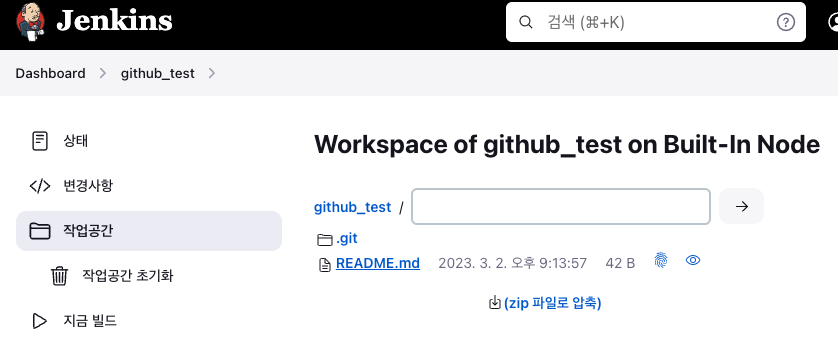 Jenkins
검색 (⌘+K)
Dashboard github_test
상태
변경사항
작업공간
작업공간 초기화
지금 빌드
Workspace of github_test on Built-In Node
github_test /
.git
README.md 2023. 3. 2. 오후 9:13:57 42 B
(zip 파일로 압축)